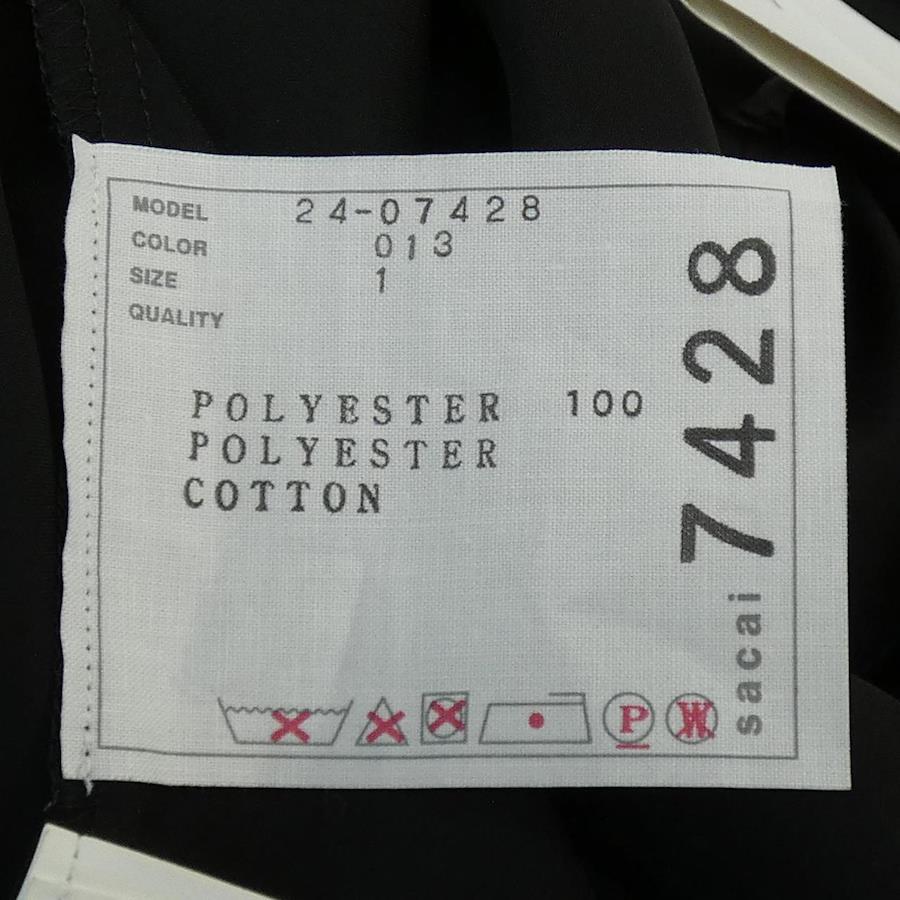 MODEL 24-07428
COLOR 013
SIZE 1
QUALITY
POLYESTER 100
POLYESTER
COTTON
P
W
sacai 7428